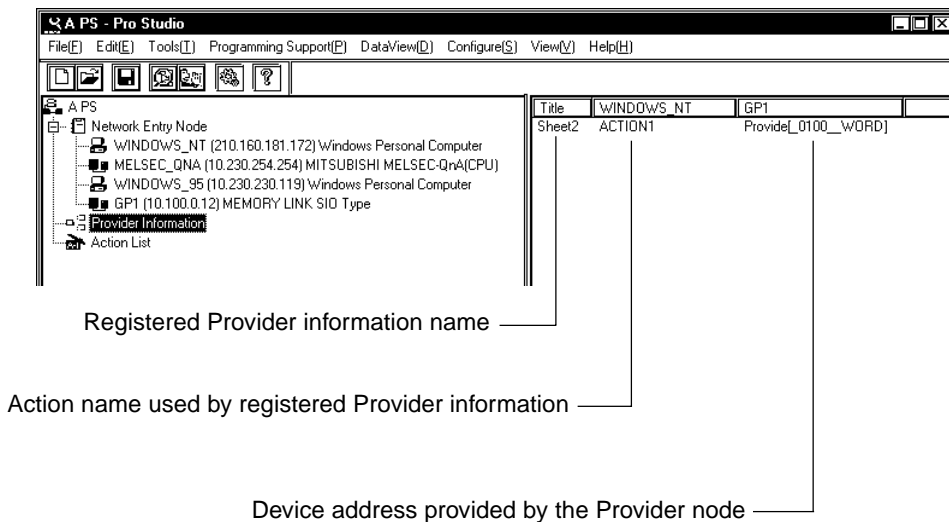 A PS - Pro Studio
File(F) Edit(E) Tools(T) Programming Support(P) DataView(D) Configure(S) View(V) Help(H)
A PS
Network Entry Node
WINDOWS_NT (210.160.181.172) Windows Personal Computer
MELSEC_QNA (10.230.254.254) MITSUBISHI MELSEC-QnA(CPU)
WINDOWS_95 (10.230.230.119) Windows Personal Computer
GP1 (10.100.0.12) MEMORY LINK SIO Type
Provider Information
Action List
Title WINDOWS_NT GP1
Sheet2 ACTION1 Provide[_0100__WORD]
Registered Provider information name
Action name used by registered Provider information
Device address provided by the Provider node